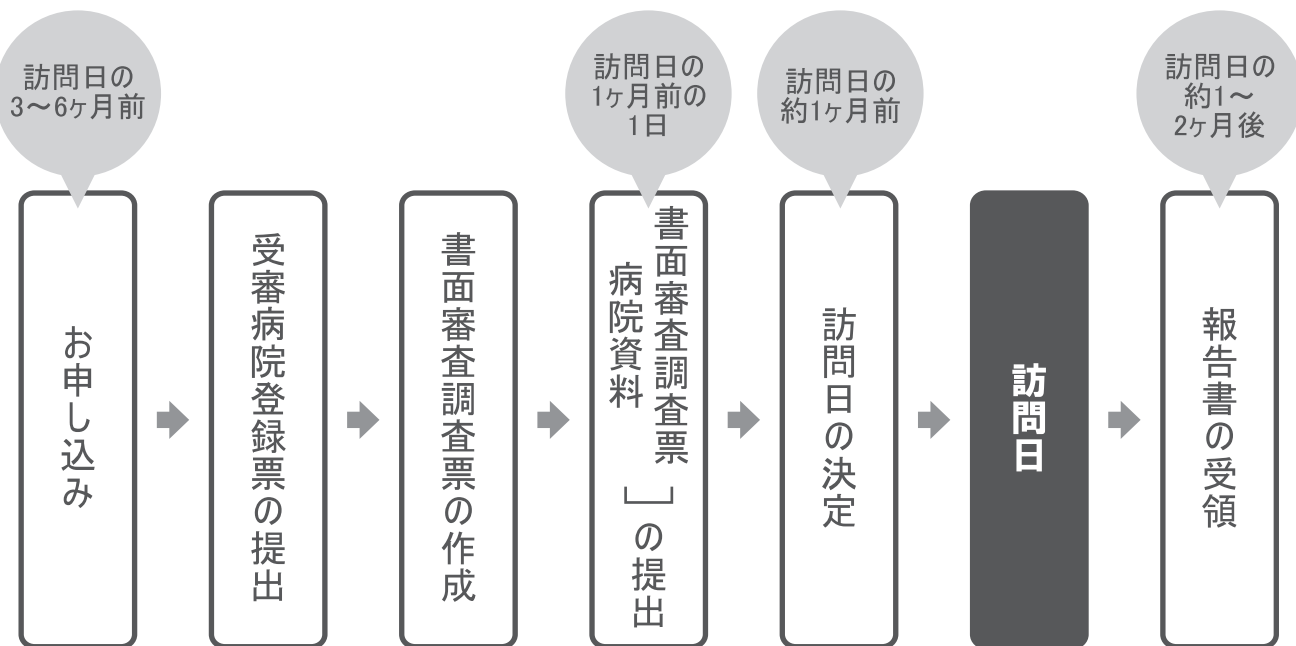 訪問日の
3〜6ヶ月前
訪問日の
1ヶ月前の
1日
訪問日の
約1ヶ月前
訪問日の
約1〜
2ヶ月後
お申し込み
受審病院登録票の提出
書面審査調査票の作成
書面審査調査票
病院資料
の提出
訪問日の決定
訪問日
報告書の受領